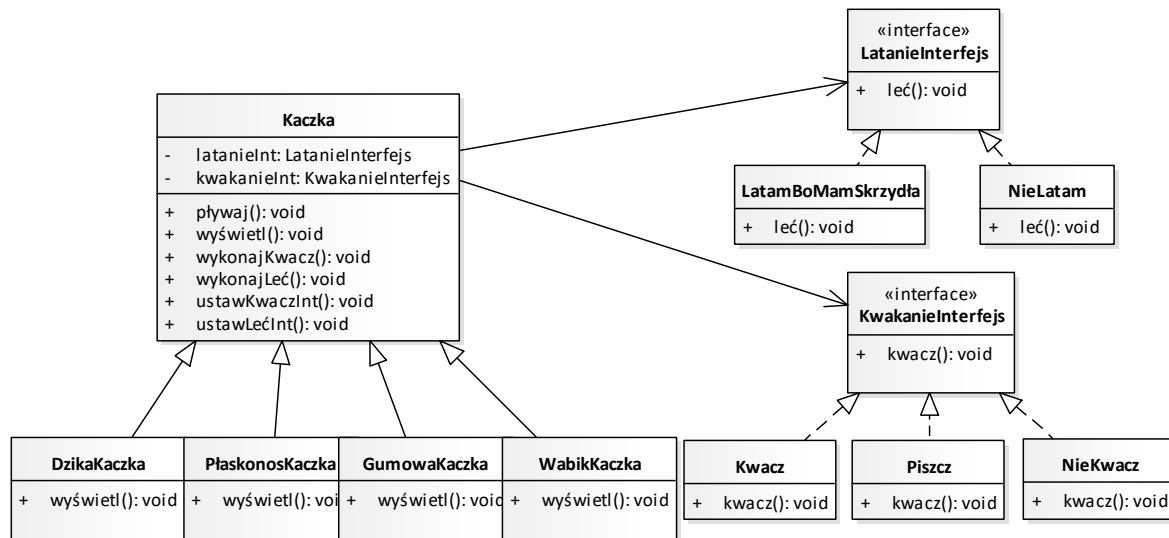 «interface»
LatanieInterfejs
+ leć(): void
Kaczka
- latanieInt: LatanieInterfejs
- kwakanieInt: KwakanieInterfejs
+ pływaj(): void
+ wyświetl(): void
+ wykonajKwacz(): void
+ wykonajLeć(): void
+ ustawKwaczInt(): void
+ ustawLećInt(): void
LatamBoMamSkrzydła
+ leć(): void
NieLatam
+ leć(): void
«interface»
KwakanieInterfejs
+ kwacz(): void
DzikaKaczka
+ wyświetl(): void
PłaskonosKaczka
+ wyświetl(): voi
GumowaKaczka
+ wyświetl(): void
WabikKaczka
+ wyświetl(): void
Kwacz
+ kwacz(): void
Piszcz
+ kwacz(): void
NieKwacz
+ kwacz(): void